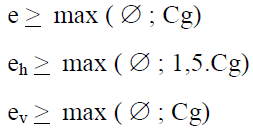 e ≥ max ( ∅ ; Cg)
eh ≥ max ( ∅ ; 1,5.Cg)
ev ≥ max ( ∅ ; Cg)